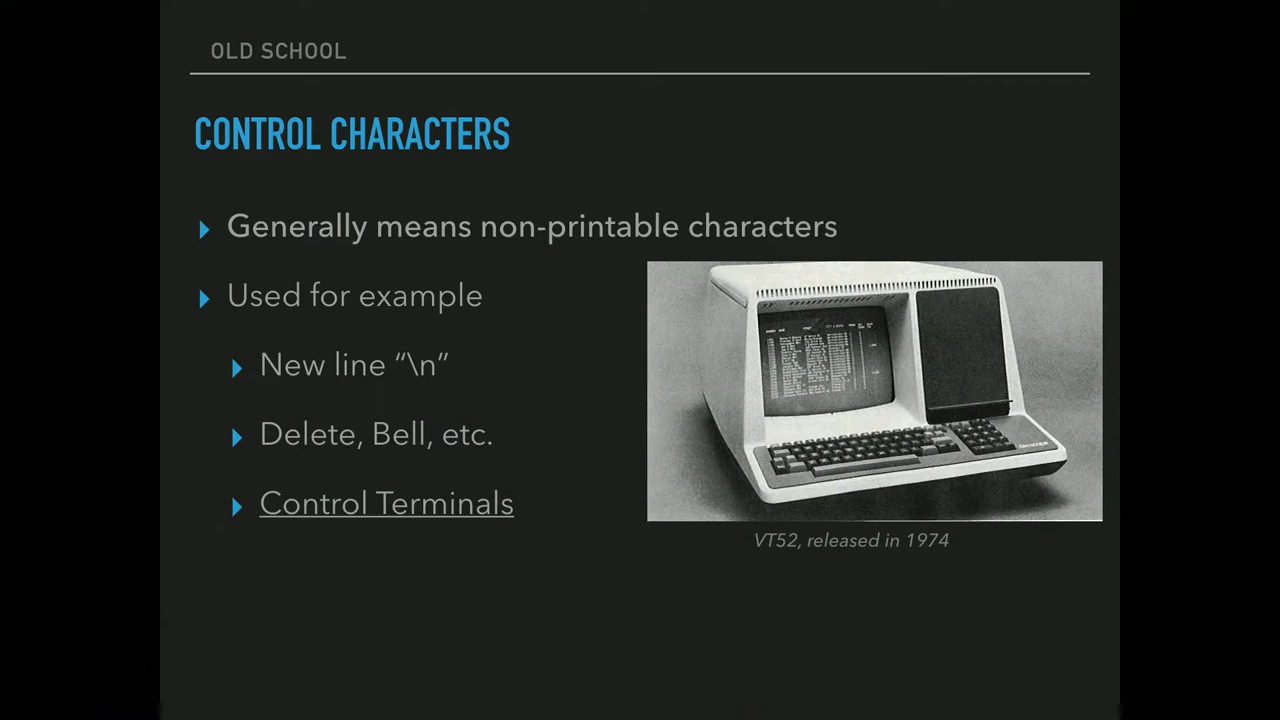 OLD SCHOOL
CONTROL CHARACTERS
Generally means non-printable characters
Used for example
New line “\n”
Delete, Bell, etc.
Control Terminals
VT52, released in 1974